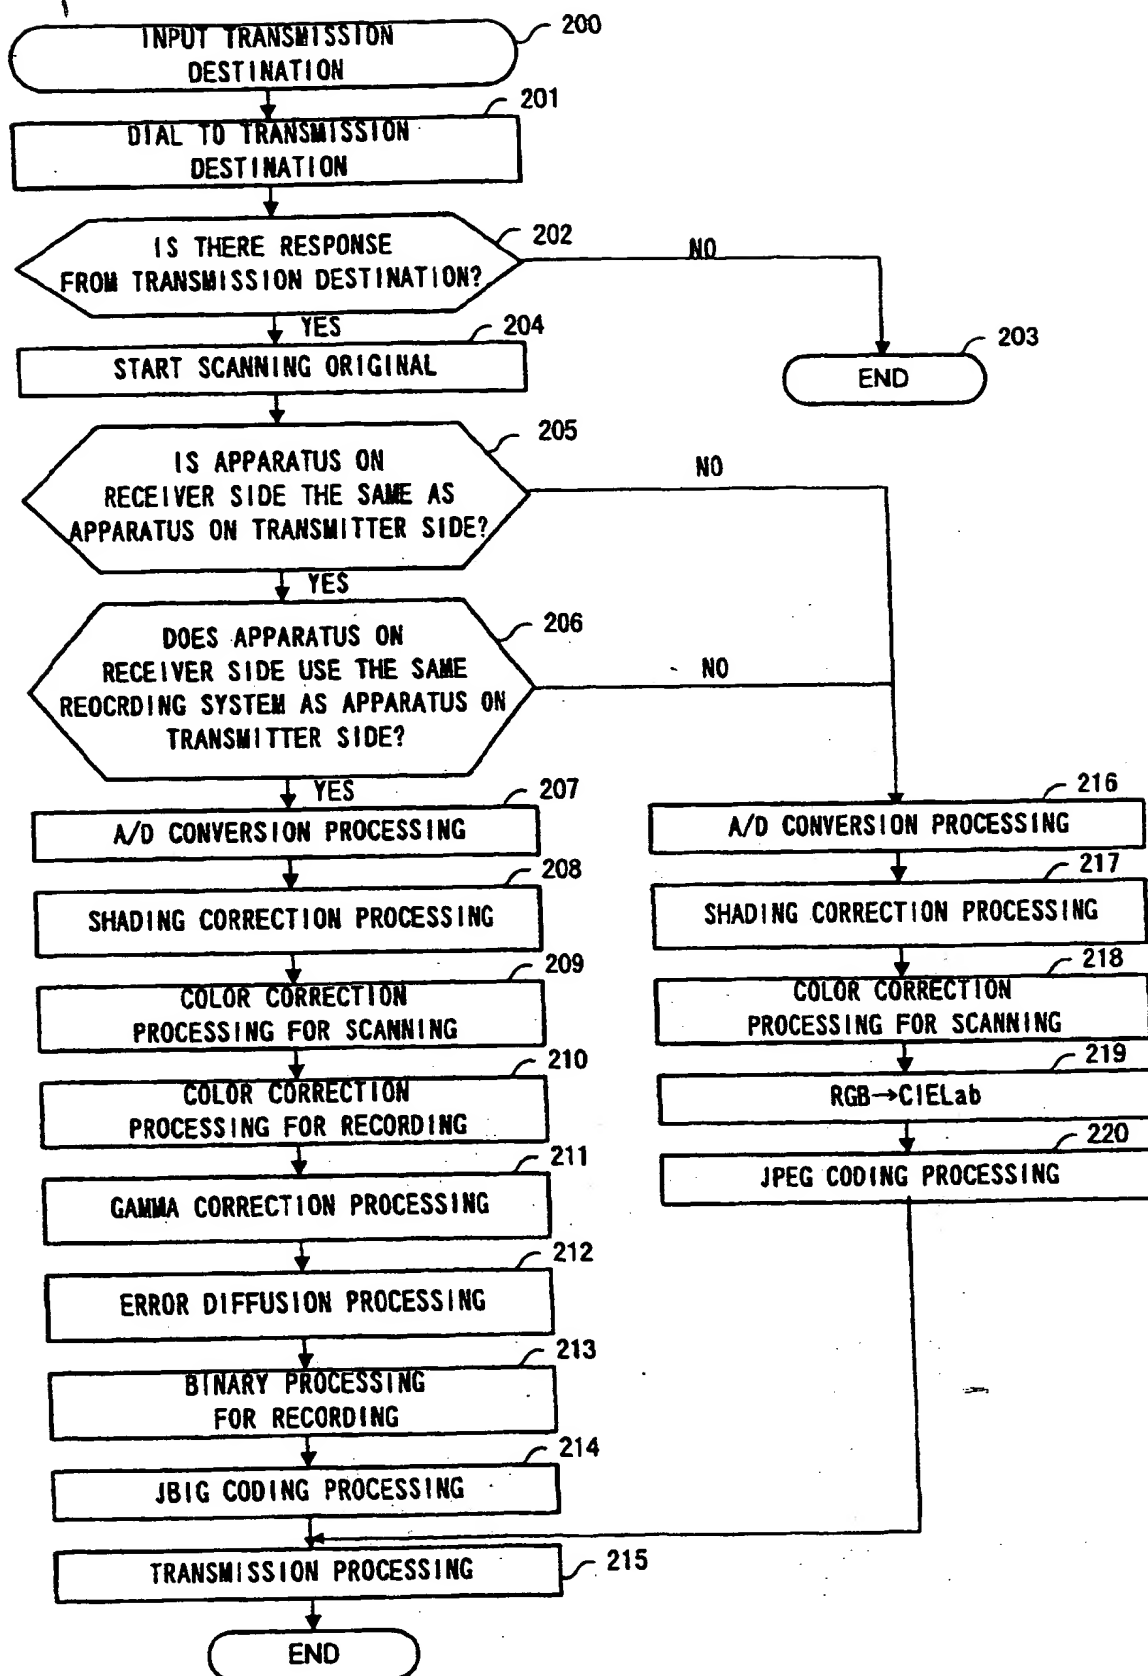 INPUT TRANSMISSION
DESTINATION
200
201
DIAL TO TRANSMISSION
DESTINATION
202
IS THERE RESPONSE
FROM TRANSMISSION DESTINATION?
NO
YES
203
END
204
START SCANNING ORIGINAL
205
IS APPARATUS ON
RECEIVER SIDE THE SAME AS
APPARATUS ON TRANSMITTER SIDE?
NO
YES
206
DOES APPARATUS ON
RECEIVER SIDE USE THE SAME
REOCRDING SYSTEM AS APPARATUS ON
TRANSMITTER SIDE?
NO
YES
207
A/D CONVERSION PROCESSING
208
SHADING CORRECTION PROCESSING
209
COLOR CORRECTION
PROCESSING FOR SCANNING
210
COLOR CORRECTION
PROCESSING FOR RECORDING
211
GAMMA CORRECTION PROCESSING
212
ERROR DIFFUSION PROCESSING
213
BINARY PROCESSING
FOR RECORDING
214
JBIG CODING PROCESSING
216
A/D CONVERSION PROCESSING
217
SHADING CORRECTION PROCESSING
218
COLOR CORRECTION
PROCESSING FOR SCANNING
219
RGB→CIELab
220
JPEG CODING PROCESSING
TRANSMISSION PROCESSING
215
END